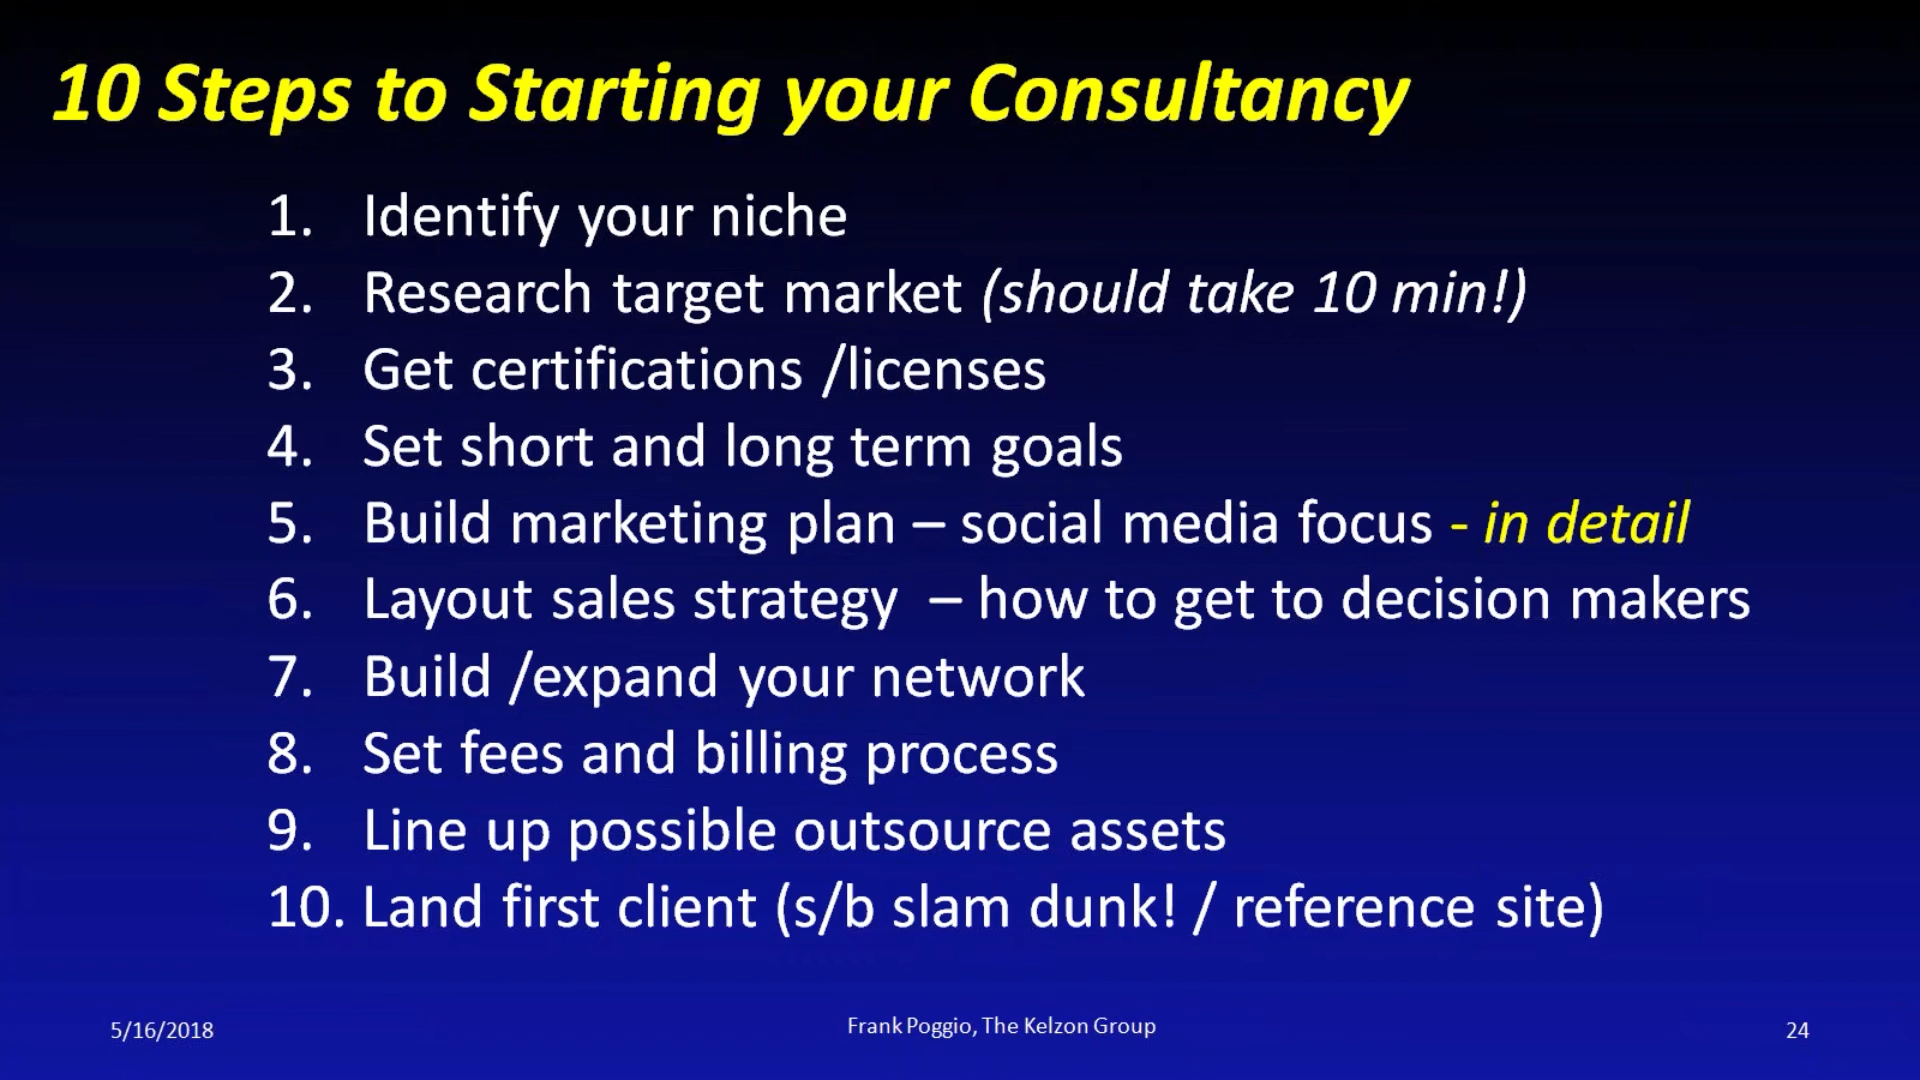 10 Steps to Starting your Consultancy
1. Identify your niche
2. Research target market (should take 10 min!)
3. Get certifications /licenses
4. Set short and long term goals
5. Build marketing plan – social media focus - in detail
6. Layout sales strategy – how to get to decision makers
7. Build /expand your network
8. Set fees and billing process
9. Line up possible outsource assets
10. Land first client (s/b slam dunk! / reference site)
5/16/2018
Frank Poggio, The Kelzon Group
24